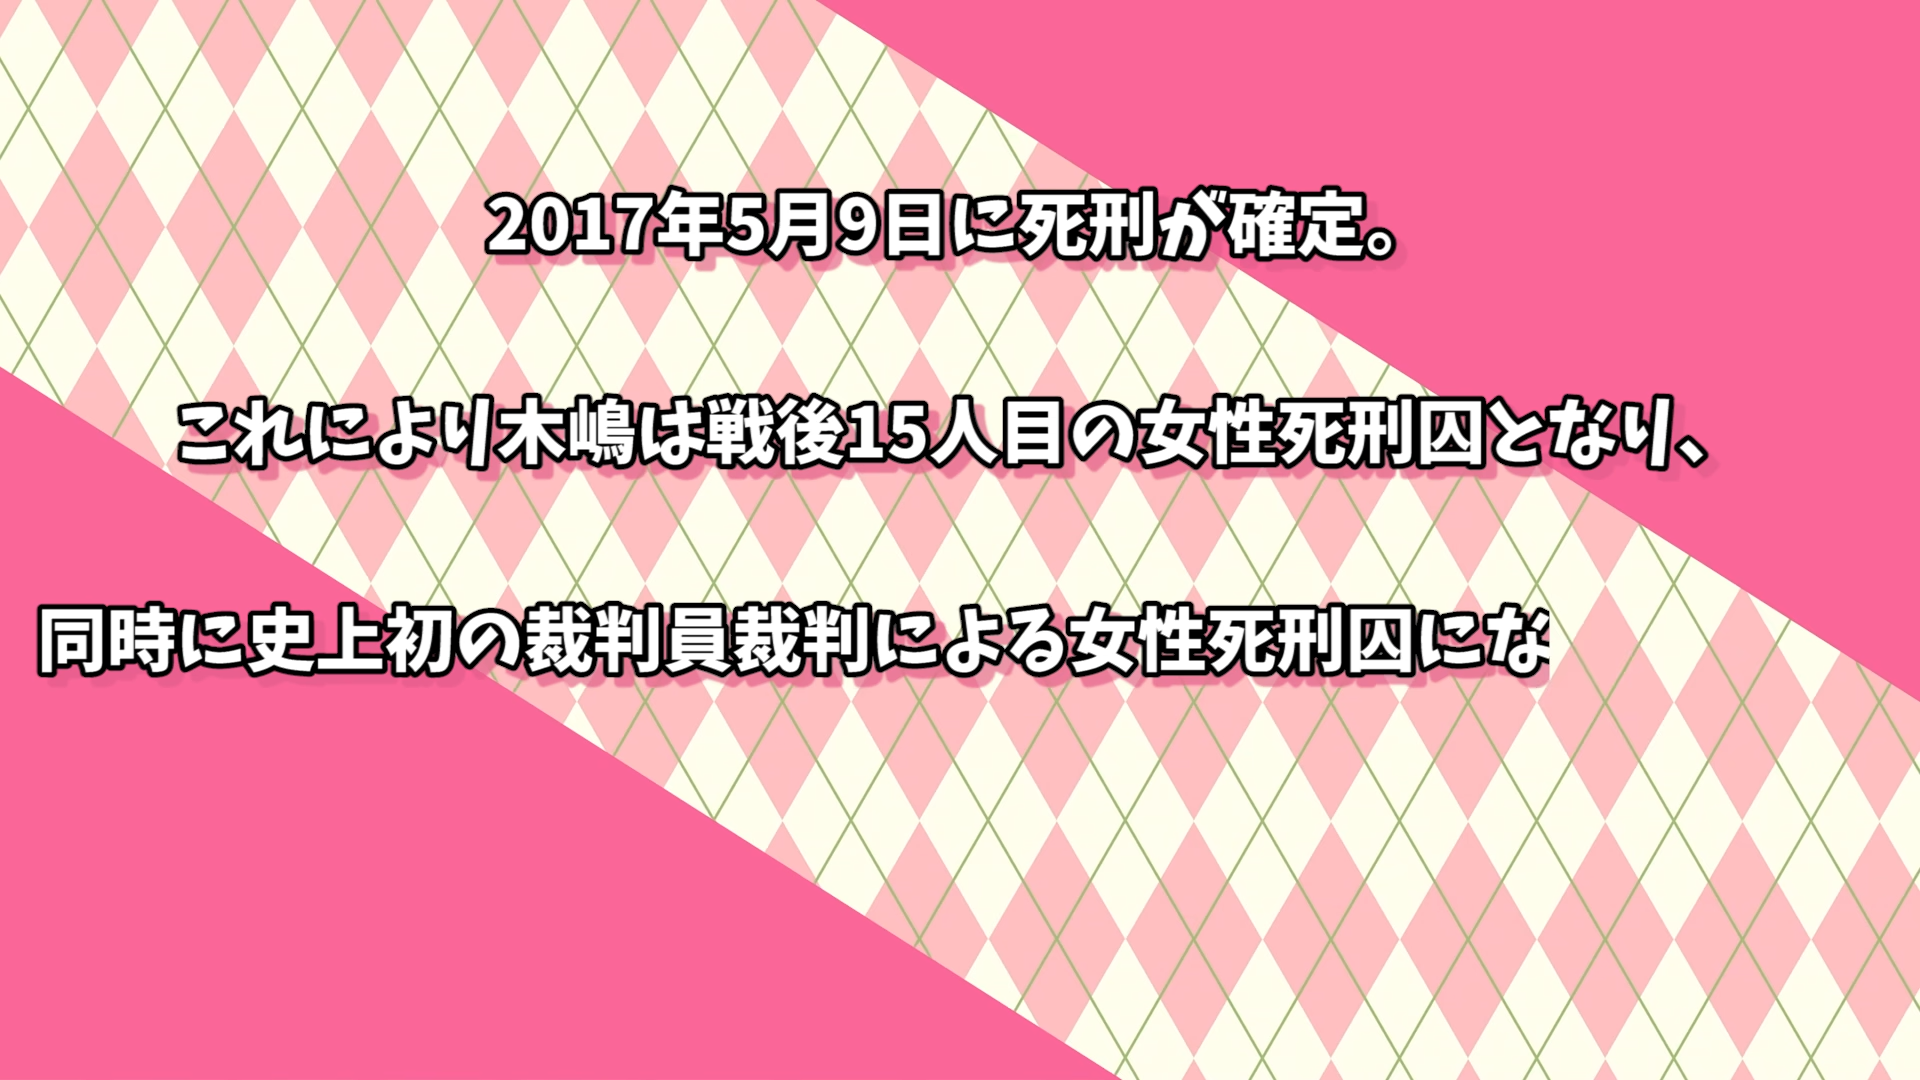 2017年5月9日に死刑が確定。
これにより木嶋は戦後15人目の女性死刑囚となり、
同時に史上初の裁判員裁判による女性死刑囚にな